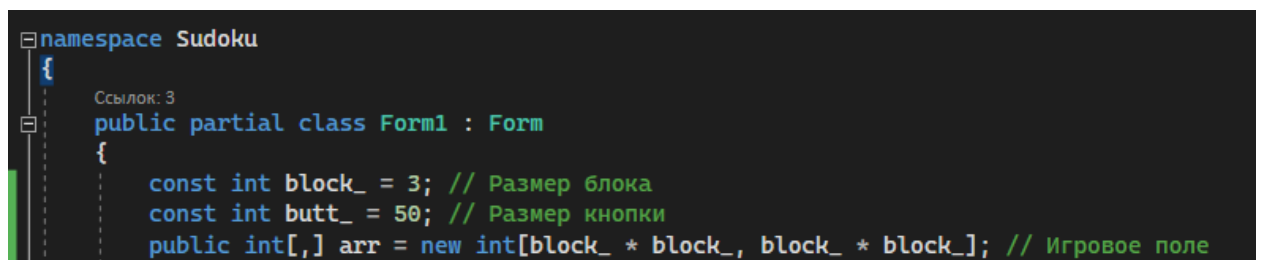 namespace Sudoku
{
Ссылок: 3
public partial class Form1 : Form
{
const int block_ = 3; // Размер блока
const int butt_ = 50; // Размер кнопки
public int[,] arr = new int[block_ * block_, block_ * block_]; // Игровое поле